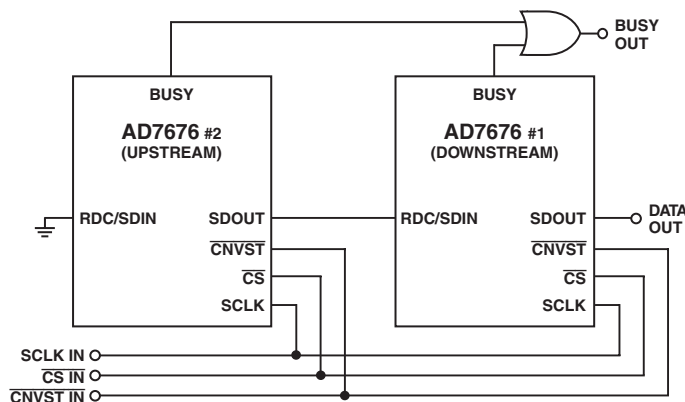 BUSY
OUT
BUSY
BUSY
AD7676 #2
(UPSTREAM)
AD7676 #1
(DOWNSTREAM)
RDC/SDIN
SDOUT
RDC/SDIN
SDOUT
DATA
OUT
CNVST
CNVST
CS
CS
SCLK
SCLK
SCLK IN
CS IN
CNVST IN